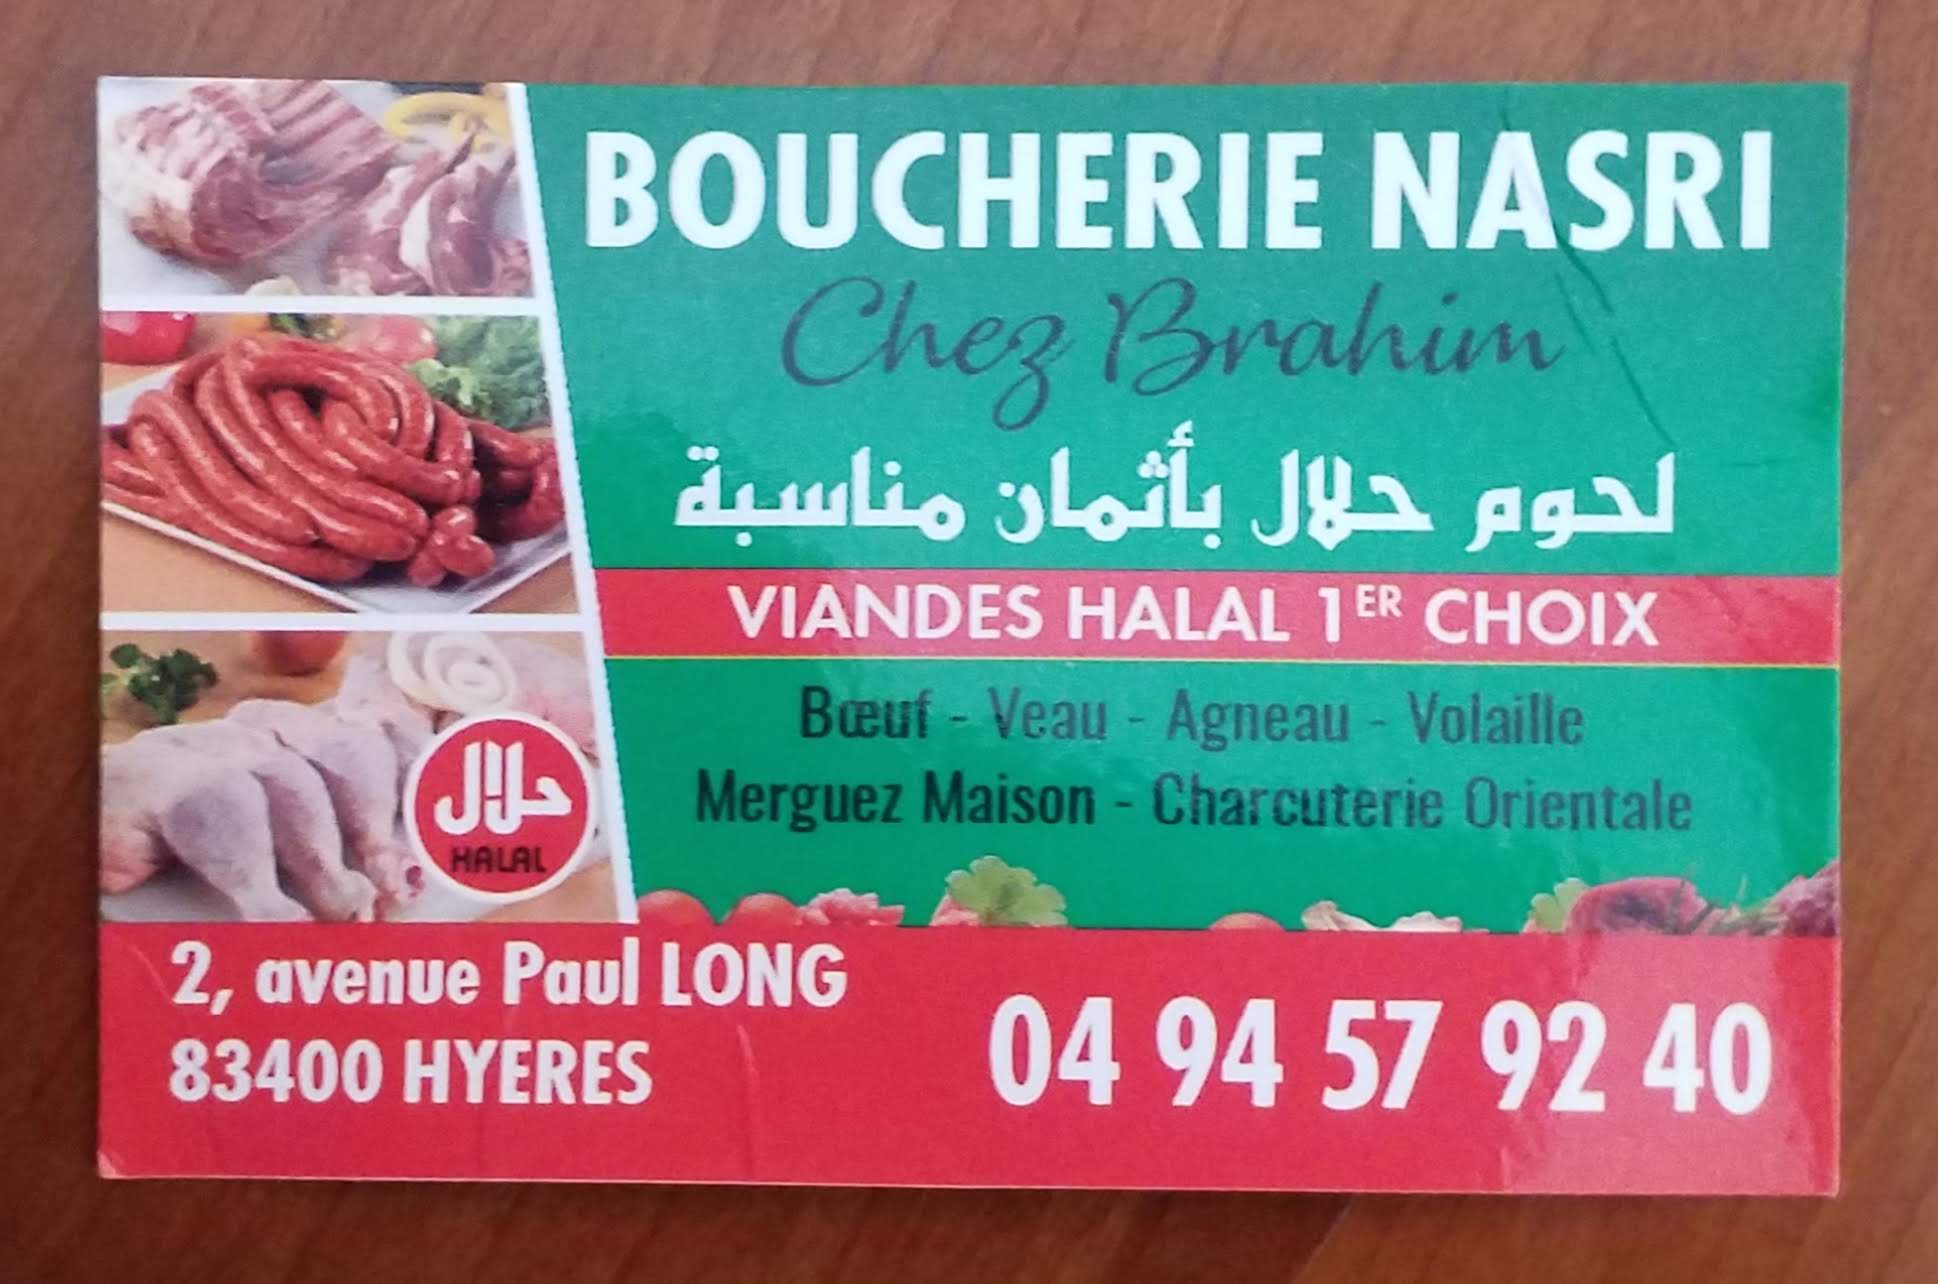 BOUCHERIE NASRI
Chez Brahim
لحوم حلال بأثمان مناسبة
VIANDES HALAL 1ER CHOIX
Bœuf - Veau - Agneau - Volaille
Merguez Maison - Charcuterie Orientale
حلال
HALAL
2, avenue Paul LONG
83400 HYERES
04 94 57 92 40